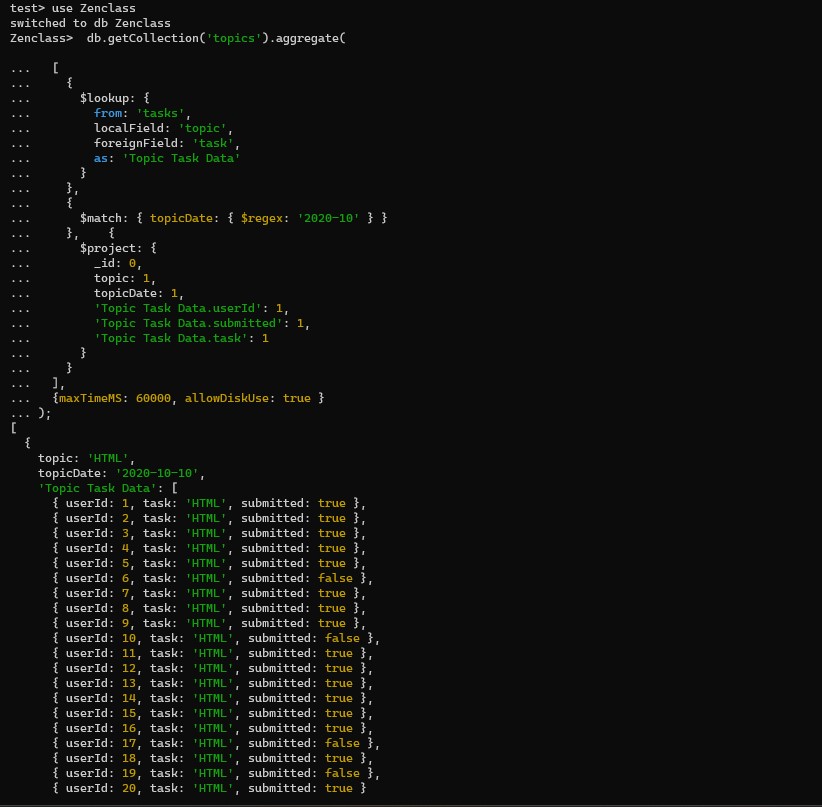 test> use Zenclass
switched to db Zenclass
Zenclass>  db.getCollection('topics').aggregate(
...   [
...     {
...       $lookup: {
...         from: 'tasks',
...         localField: 'topic',
...         foreignField: 'task',
...         as: 'Topic Task Data'
...       }
...     },
...     {
...       $match: { topicDate: { $regex: '2020-10' } }
...     },    {
...       $project: {
...         _id: 0,
...         topic: 1,
...         topicDate: 1,
...         'Topic Task Data.userId': 1,
...         'Topic Task Data.submitted': 1,
...         'Topic Task Data.task': 1
...       }
...     }
...   ],
...   {maxTimeMS: 60000, allowDiskUse: true }
... );
[
  {
    topic: 'HTML',
    topicDate: '2020-10-10',
    'Topic Task Data': [
      { userId: 1, task: 'HTML', submitted: true },
      { userId: 2, task: 'HTML', submitted: true },
      { userId: 3, task: 'HTML', submitted: true },
      { userId: 4, task: 'HTML', submitted: true },
      { userId: 5, task: 'HTML', submitted: true },
      { userId: 6, task: 'HTML', submitted: false },
      { userId: 7, task: 'HTML', submitted: true },
      { userId: 8, task: 'HTML', submitted: true },
      { userId: 9, task: 'HTML', submitted: true },
      { userId: 10, task: 'HTML', submitted: false },
      { userId: 11, task: 'HTML', submitted: true },
      { userId: 12, task: 'HTML', submitted: true },
      { userId: 13, task: 'HTML', submitted: true },
      { userId: 14, task: 'HTML', submitted: true },
      { userId: 15, task: 'HTML', submitted: true },
      { userId: 16, task: 'HTML', submitted: true },
      { userId: 17, task: 'HTML', submitted: false },
      { userId: 18, task: 'HTML', submitted: true },
      { userId: 19, task: 'HTML', submitted: false },
      { userId: 20, task: 'HTML', submitted: true }